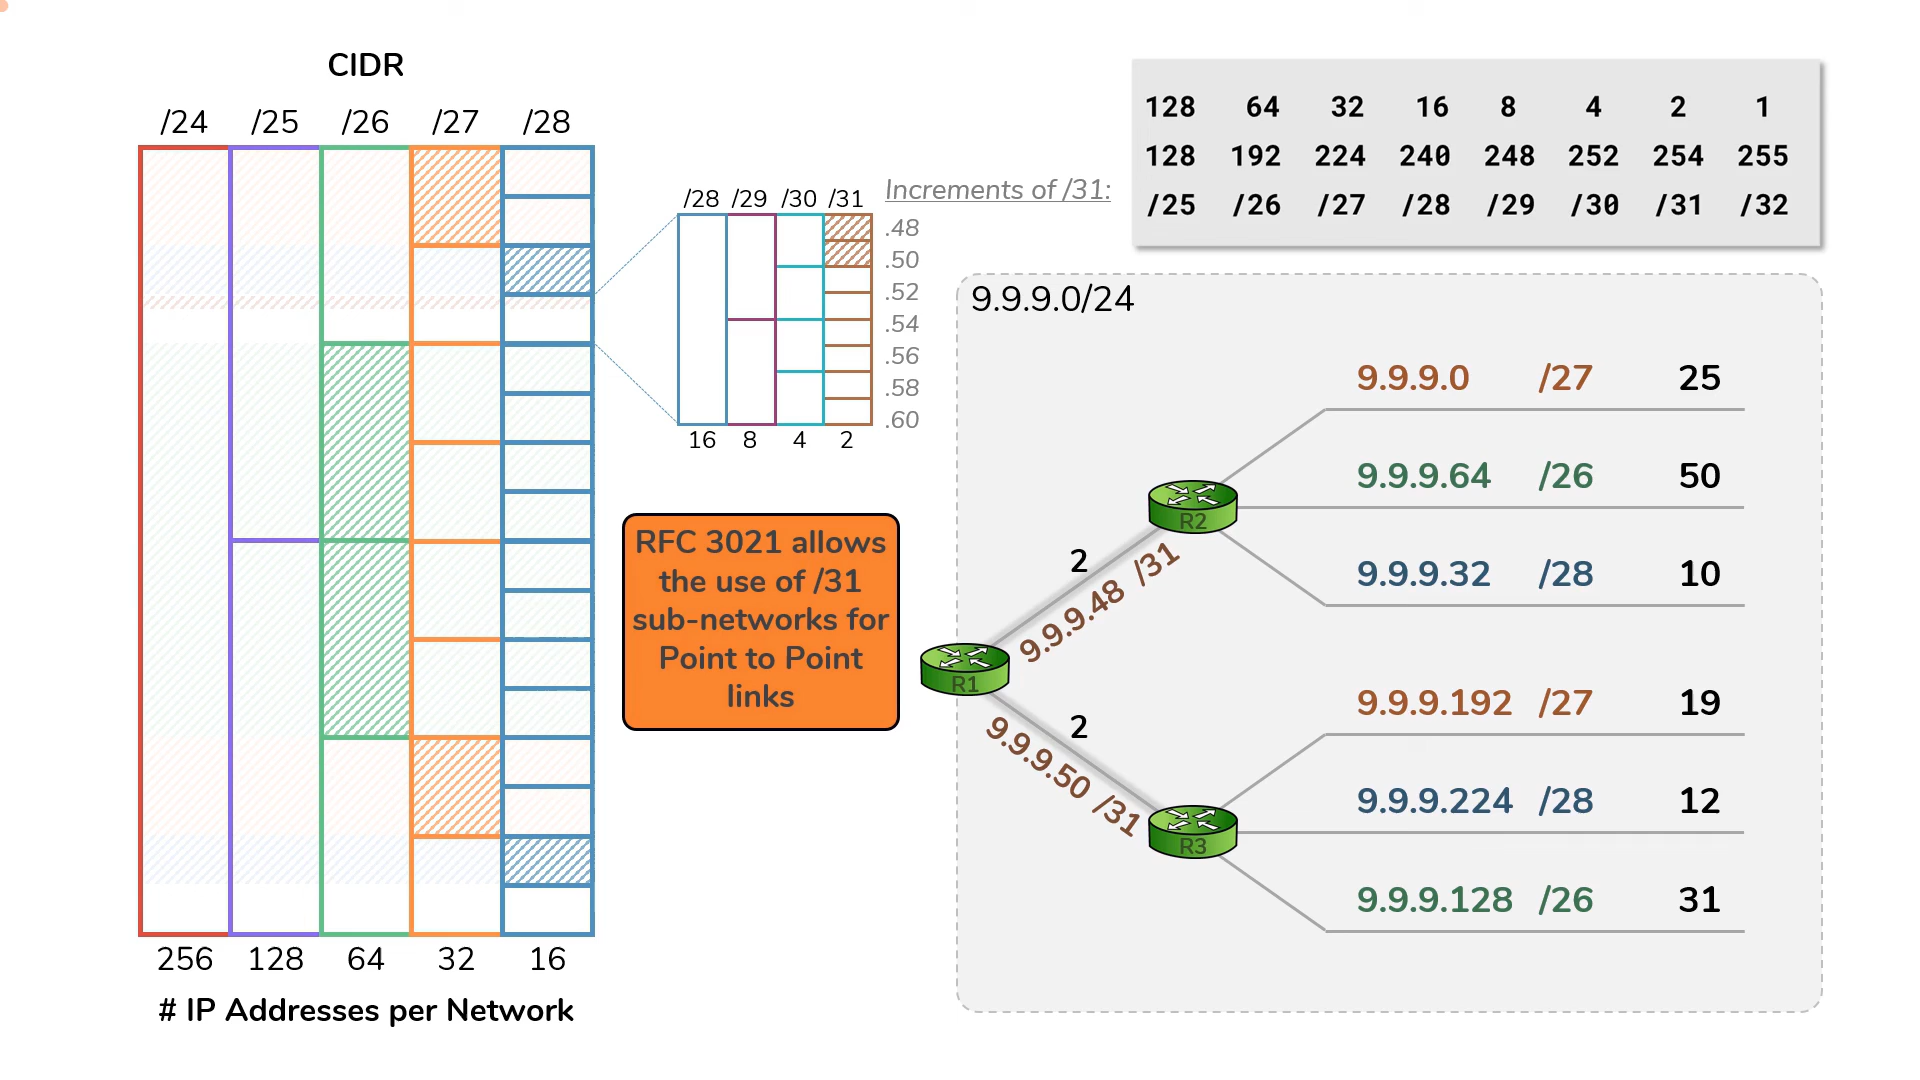 CIDR
/24 /25 /26 /27 /28
256 128 64 32 16
# IP Addresses per Network
/28 /29 /30 /31
16 8 4 2
Increments of /31:
.48
.50
.52
.54
.56
.58
.60
RFC 3021 allows
the use of /31
sub-networks for
Point to Point
links
128 64 32 16 8 4 2 1
128 192 224 240 248 252 254 255
/25 /26 /27 /28 /29 /30 /31 /32
9.9.9.0/24
9.9.9.0 /27 25
9.9.9.64 /26 50
9.9.9.32 /28 10
R2
2
9.9.9.48 /31
R1
2
9.9.9.50 /31
R3
9.9.9.192 /27 19
9.9.9.224 /28 12
9.9.9.128 /26 31